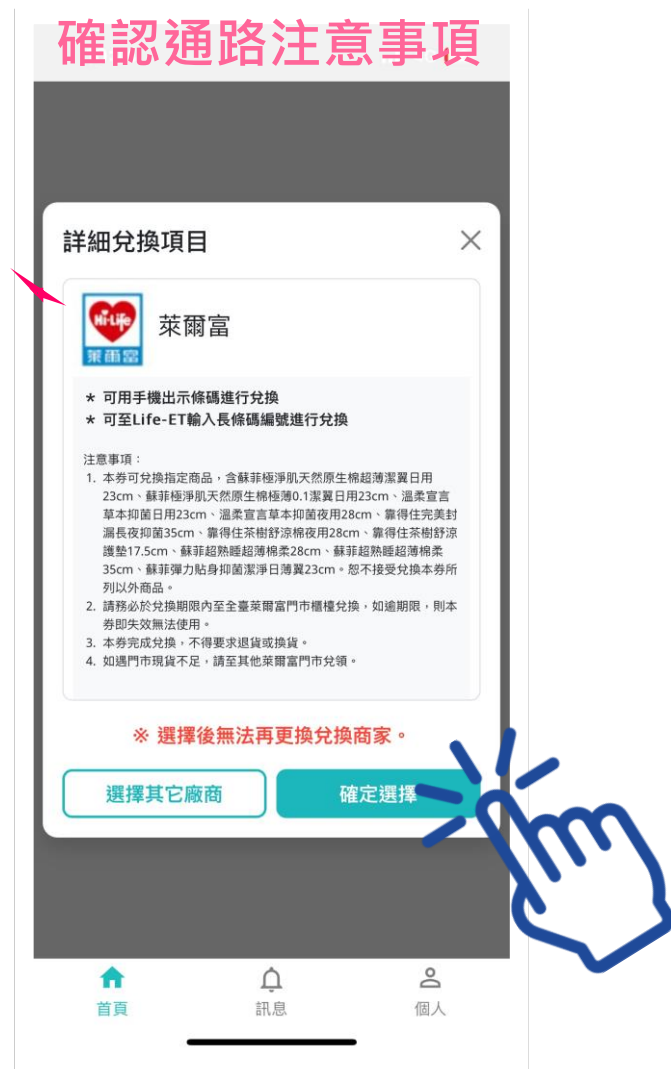 確認通路注意事項
詳細兌換項目
Hi-Life
萊爾富
萊爾富
* 可用手機出示條碼進行兌換
* 可至Life-ET輸入長條碼編號進行兌換
注意事項：
1. 本券可兌換指定商品，含蘇菲極淨肌天然原生棉超薄潔翼日用
23cm、蘇菲極淨肌天然原生棉極薄0.1潔翼日用23cm、溫柔宣言
草本抑菌日用23cm、溫柔宣言草本抑菌夜用28cm、靠得住完美封
漏長夜抑菌35cm、靠得住茶樹舒涼棉夜用28cm、靠得住茶樹舒涼
護墊17.5cm、蘇菲超熟睡超薄棉柔28cm、蘇菲超熟睡超薄棉柔
35cm、蘇菲彈力貼身抑菌潔淨日薄翼23cm。恕不接受兌換本券所
列以外商品。
2. 請務必於兌換期限內至全臺萊爾富門市櫃檯兌換，如逾期限，則本
券即失效無法使用。
3. 本券完成兌換，不得要求退貨或換貨。
4. 如遇門市現貨不足，請至其他萊爾富門市兌領。
※ 選擇後無法再更換兌換商家。
選擇其它廠商
確定選擇
首頁
訊息
個人